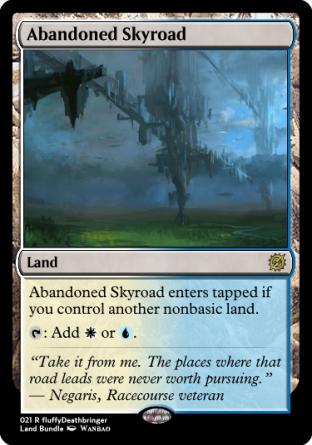 Abandoned Skyroad
Land
Abandoned Skyroad enters tapped if
you control another nonbasic land.
: Add or .
“Take it from me. The places where that
road leads were never worth pursuing.”
— Negaris, Racecourse veteran
021 R fluffyDeathbringer
Land Bundle Wanbao